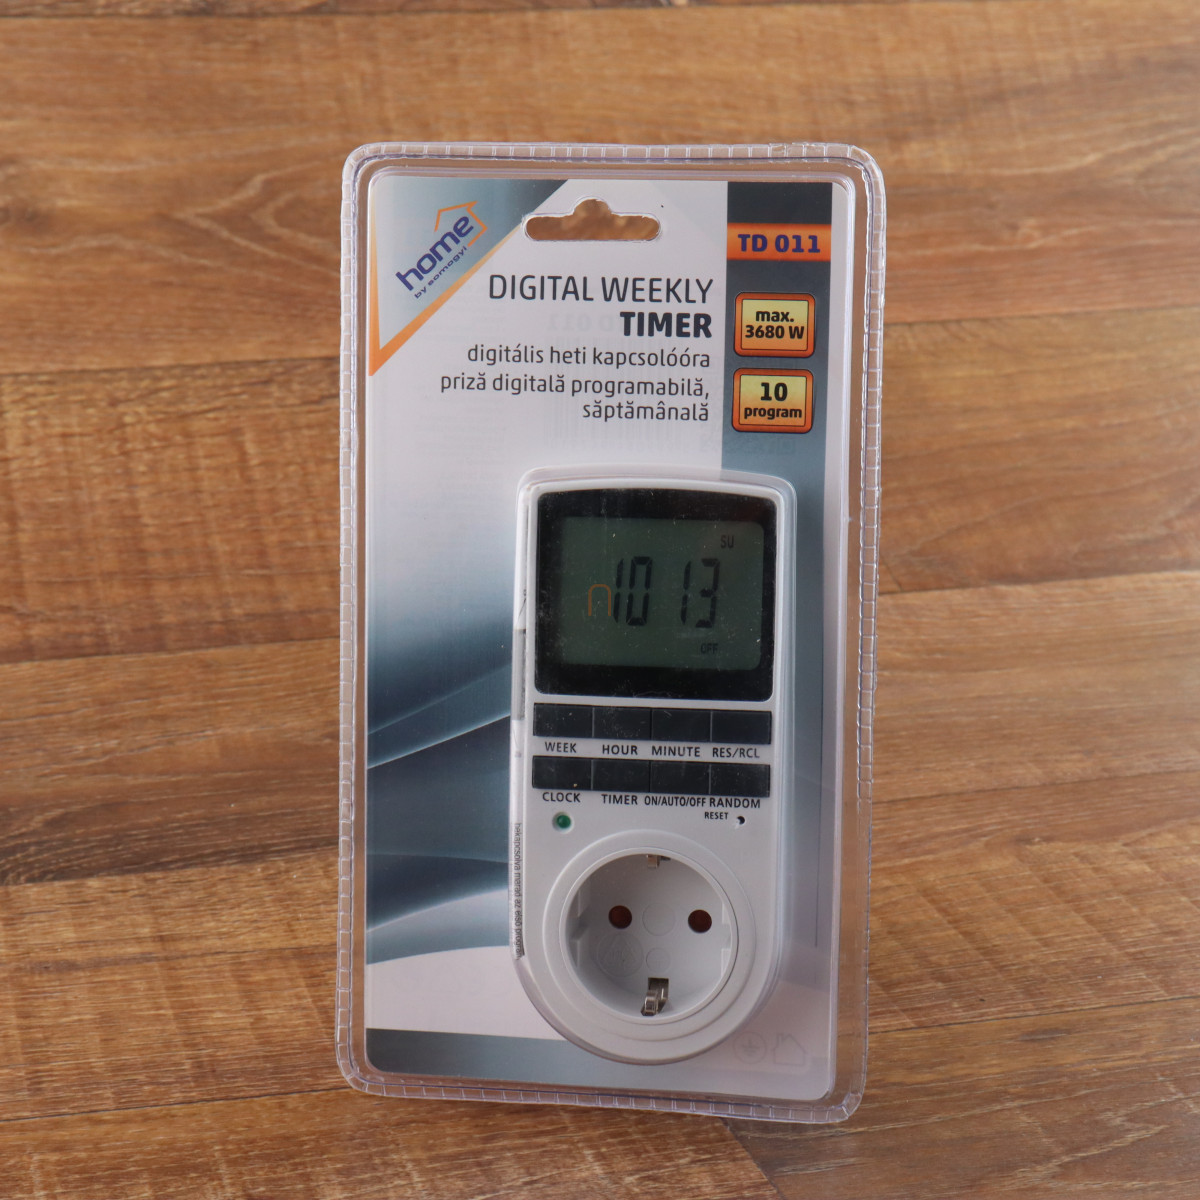 home
by somogyi
TD 011
DIGITAL WEEKLY
TIMER
digitális heti kapcsolóóra
priză digitală programabilă,
săptămânală
max.
3680 W
10
program
SU
10 13
OFF
WEEK HOUR MINUTE RES/RCL
CLOCK TIMER ON/AUTO/OFF RANDOM
RESET